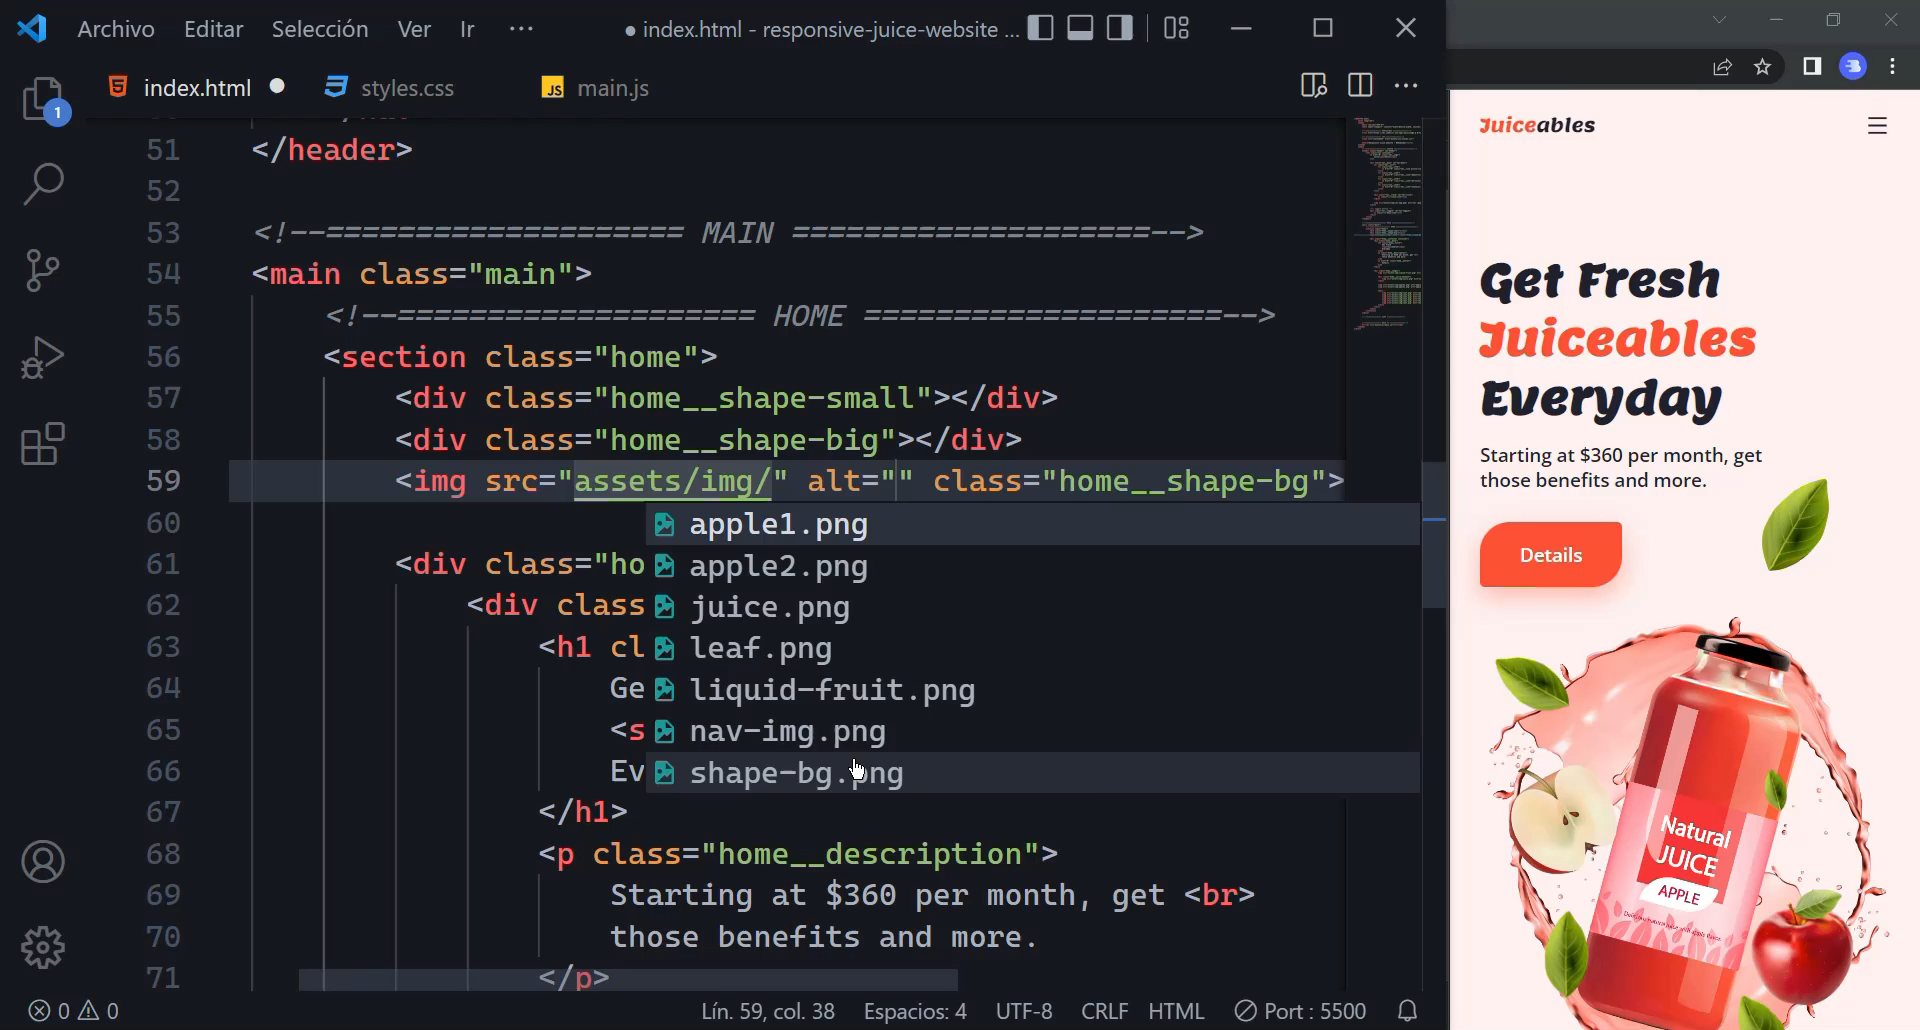 Archivo Editar Selección Ver Ir ···
● index.html - responsive-juice-website ...
index.html
styles.css
JS main.js
1
51 </header>
52
53 <!--==================== MAIN ====================-->
54 <main class="main">
55 <!--==================== HOME ====================-->
56 <section class="home">
57 <div class="home__shape-small"></div>
58 <div class="home__shape-big"></div>
59 <img src="assets/img/" alt="" class="home__shape-bg">
60
61 <div class="ho
62 <div class
63 <h1 cl
64 Ge
65 <s
66 Ev
67 </h1>
68 <p class="home__description">
69 Starting at $360 per month, get <br>
70 those benefits and more.
71 </p>
apple1.png
apple2.png
juice.png
leaf.png
liquid-fruit.png
nav-img.png
shape-bg.png
0 0
Lín. 59, col. 38 Espacios: 4 UTF-8 CRLF HTML Port : 5500
Juiceables
Get Fresh
Juiceables
Everyday
Starting at $360 per month, get
those benefits and more.
Details
Natural
JUICE
APPLE